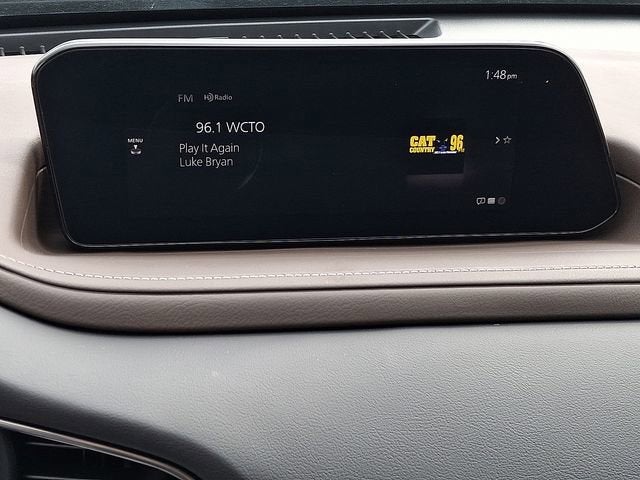 1:48pm
FM HD Radio
96.1 WCTO
MENU
Play It Again
Luke Bryan
CAT
COUNTRY 96